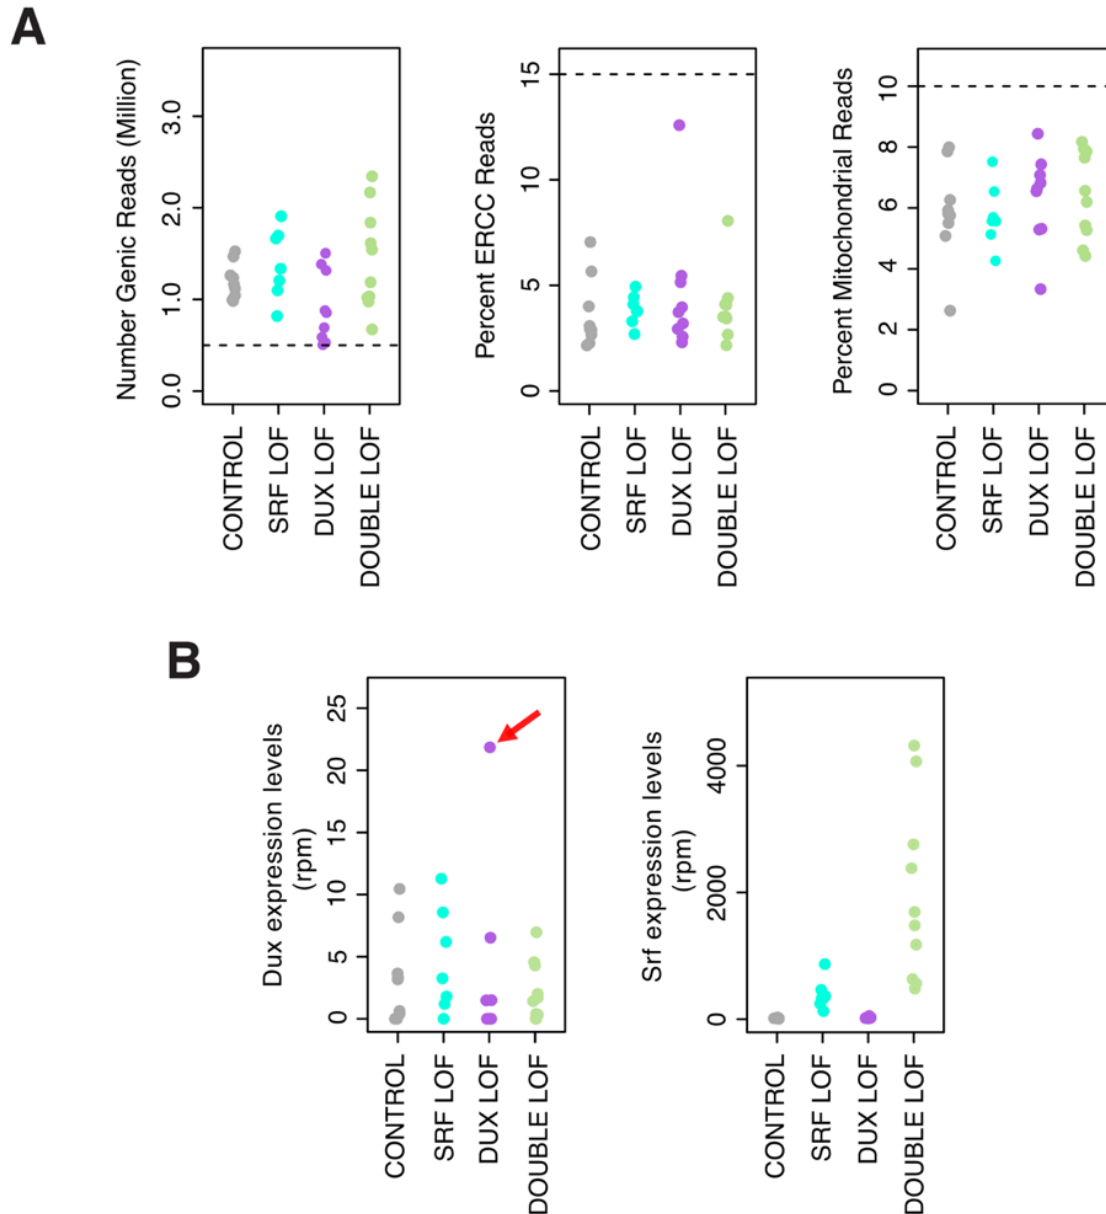 A
Number Genic Reads (Million)
0.0 1.0 2.0 3.0
CONTROL
SRF LOF
DUX LOF
DOUBLE LOF
Percent ERCC Reads
0 5 10 15
CONTROL
SRF LOF
DUX LOF
DOUBLE LOF
Percent Mitochondrial Reads
0 2 4 6 8 10
CONTROL
SRF LOF
DUX LOF
DOUBLE LOF
B
Dux expression levels
(rpm)
0 5 10 15 20 25
CONTROL
SRF LOF
DUX LOF
DOUBLE LOF
Srf expression levels
(rpm)
0 2000 4000
CONTROL
SRF LOF
DUX LOF
DOUBLE LOF